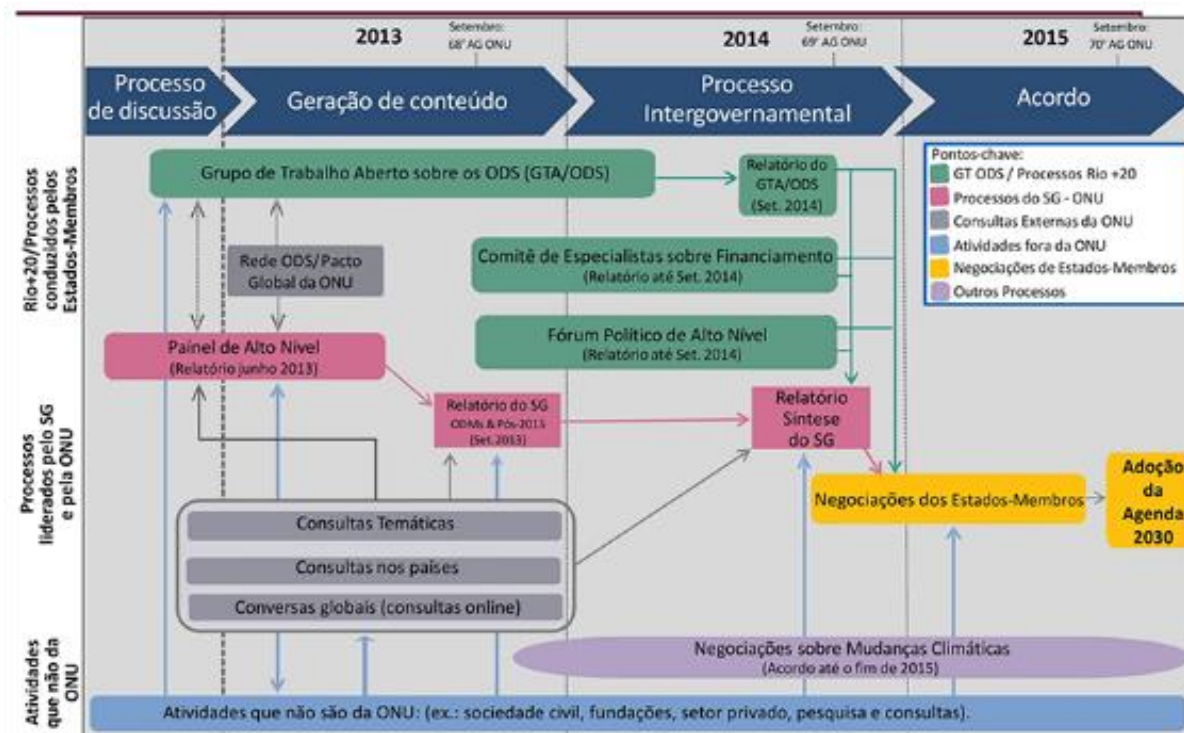 2013
Setembro:
68ª AG ONU
2014
Setembro:
69ª AG ONU
2015
Setembro:
70ª AG ONU
Processo
de discussão
Geração de conteúdo
Processo
Intergovernamental
Acordo
Rio+20/Processos
conduzidos pelos
Estados-Membros
Grupo de Trabalho Aberto sobre os ODS (GTA/ODS)
Relatório do
GTA/ODS
(Set. 2014)
Pontos-chave:
GT ODS / Processos Rio +20
Processos do SG - ONU
Consultas Externas da ONU
Atividades fora da ONU
Negociações de Estados-Membros
Outros Processos
Rede ODS/Pacto
Global da ONU
Comitê de Especialistas sobre Financiamento
(Relatório até Set. 2014)
Fórum Político de Alto Nível
(Relatório até Set. 2014)
Painel de Alto Nível
(Relatório junho 2013)
Processos
liderados pelo SG
e pela ONU
Relatório do SG
ODMs & Pós-2015
(Set. 2013)
Relatório
Síntese
do SG
Negociações dos Estados-Membros
Adoção
da
Agenda
2030
Consultas Temáticas
Consultas nos países
Conversas globais (consultas online)
Atividades
que não da
ONU
Negociações sobre Mudanças Climáticas
(Acordo até o fim de 2015)
Atividades que não são da ONU: (ex.: sociedade civil, fundações, setor privado, pesquisa e consultas).